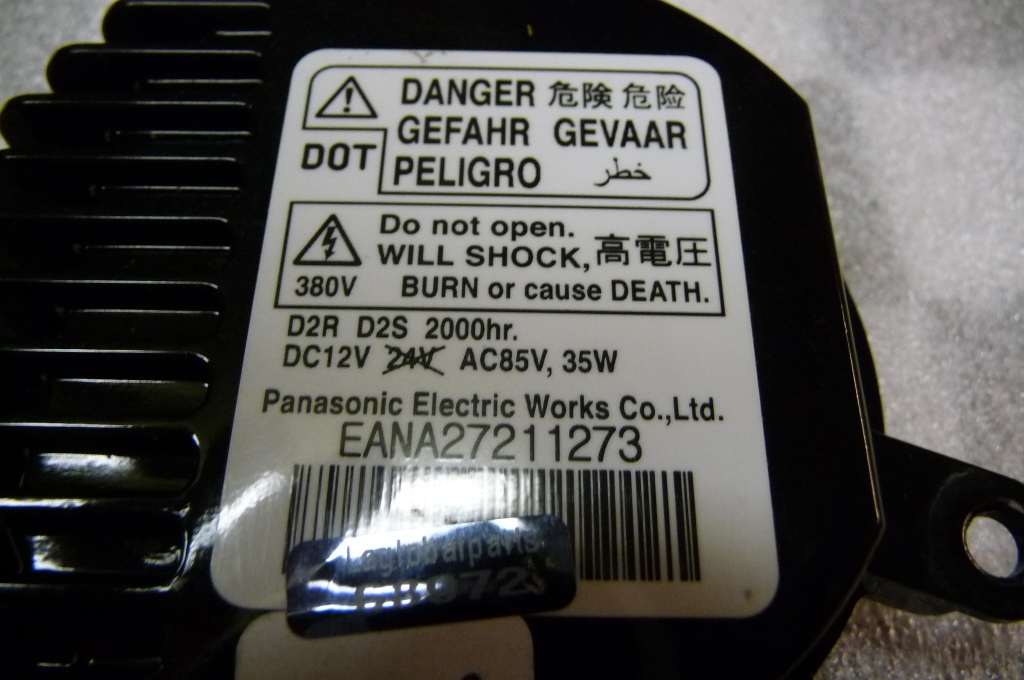 DANGER 危険 危险
GEFAHR GEVAAR
DOT
PELIGRO خطر
Do not open.
WILL SHOCK, 高電圧
380V BURN or cause DEATH.
D2R D2S 2000hr.
DC12V 24V AC85V, 35W
Panasonic Electric Works Co.,Ltd.
EANA27211273